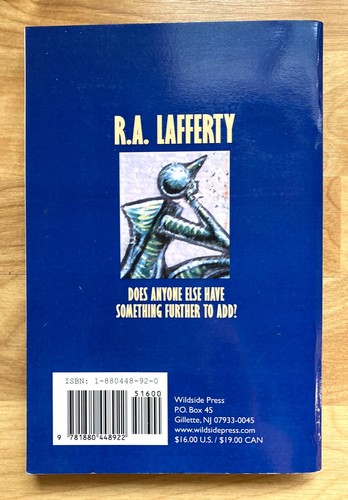 R.A. LAFFERTY
DOES ANYONE ELSE HAVE
SOMETHING FURTHER TO ADD?
ISBN: 1-880448-92-0
51600
9 781880 448922
Wildside Press
P.O. Box 45
Gillette, NJ 07933-0045
www.wildsidepress.com
$16.00 U.S. / $19.00 CAN